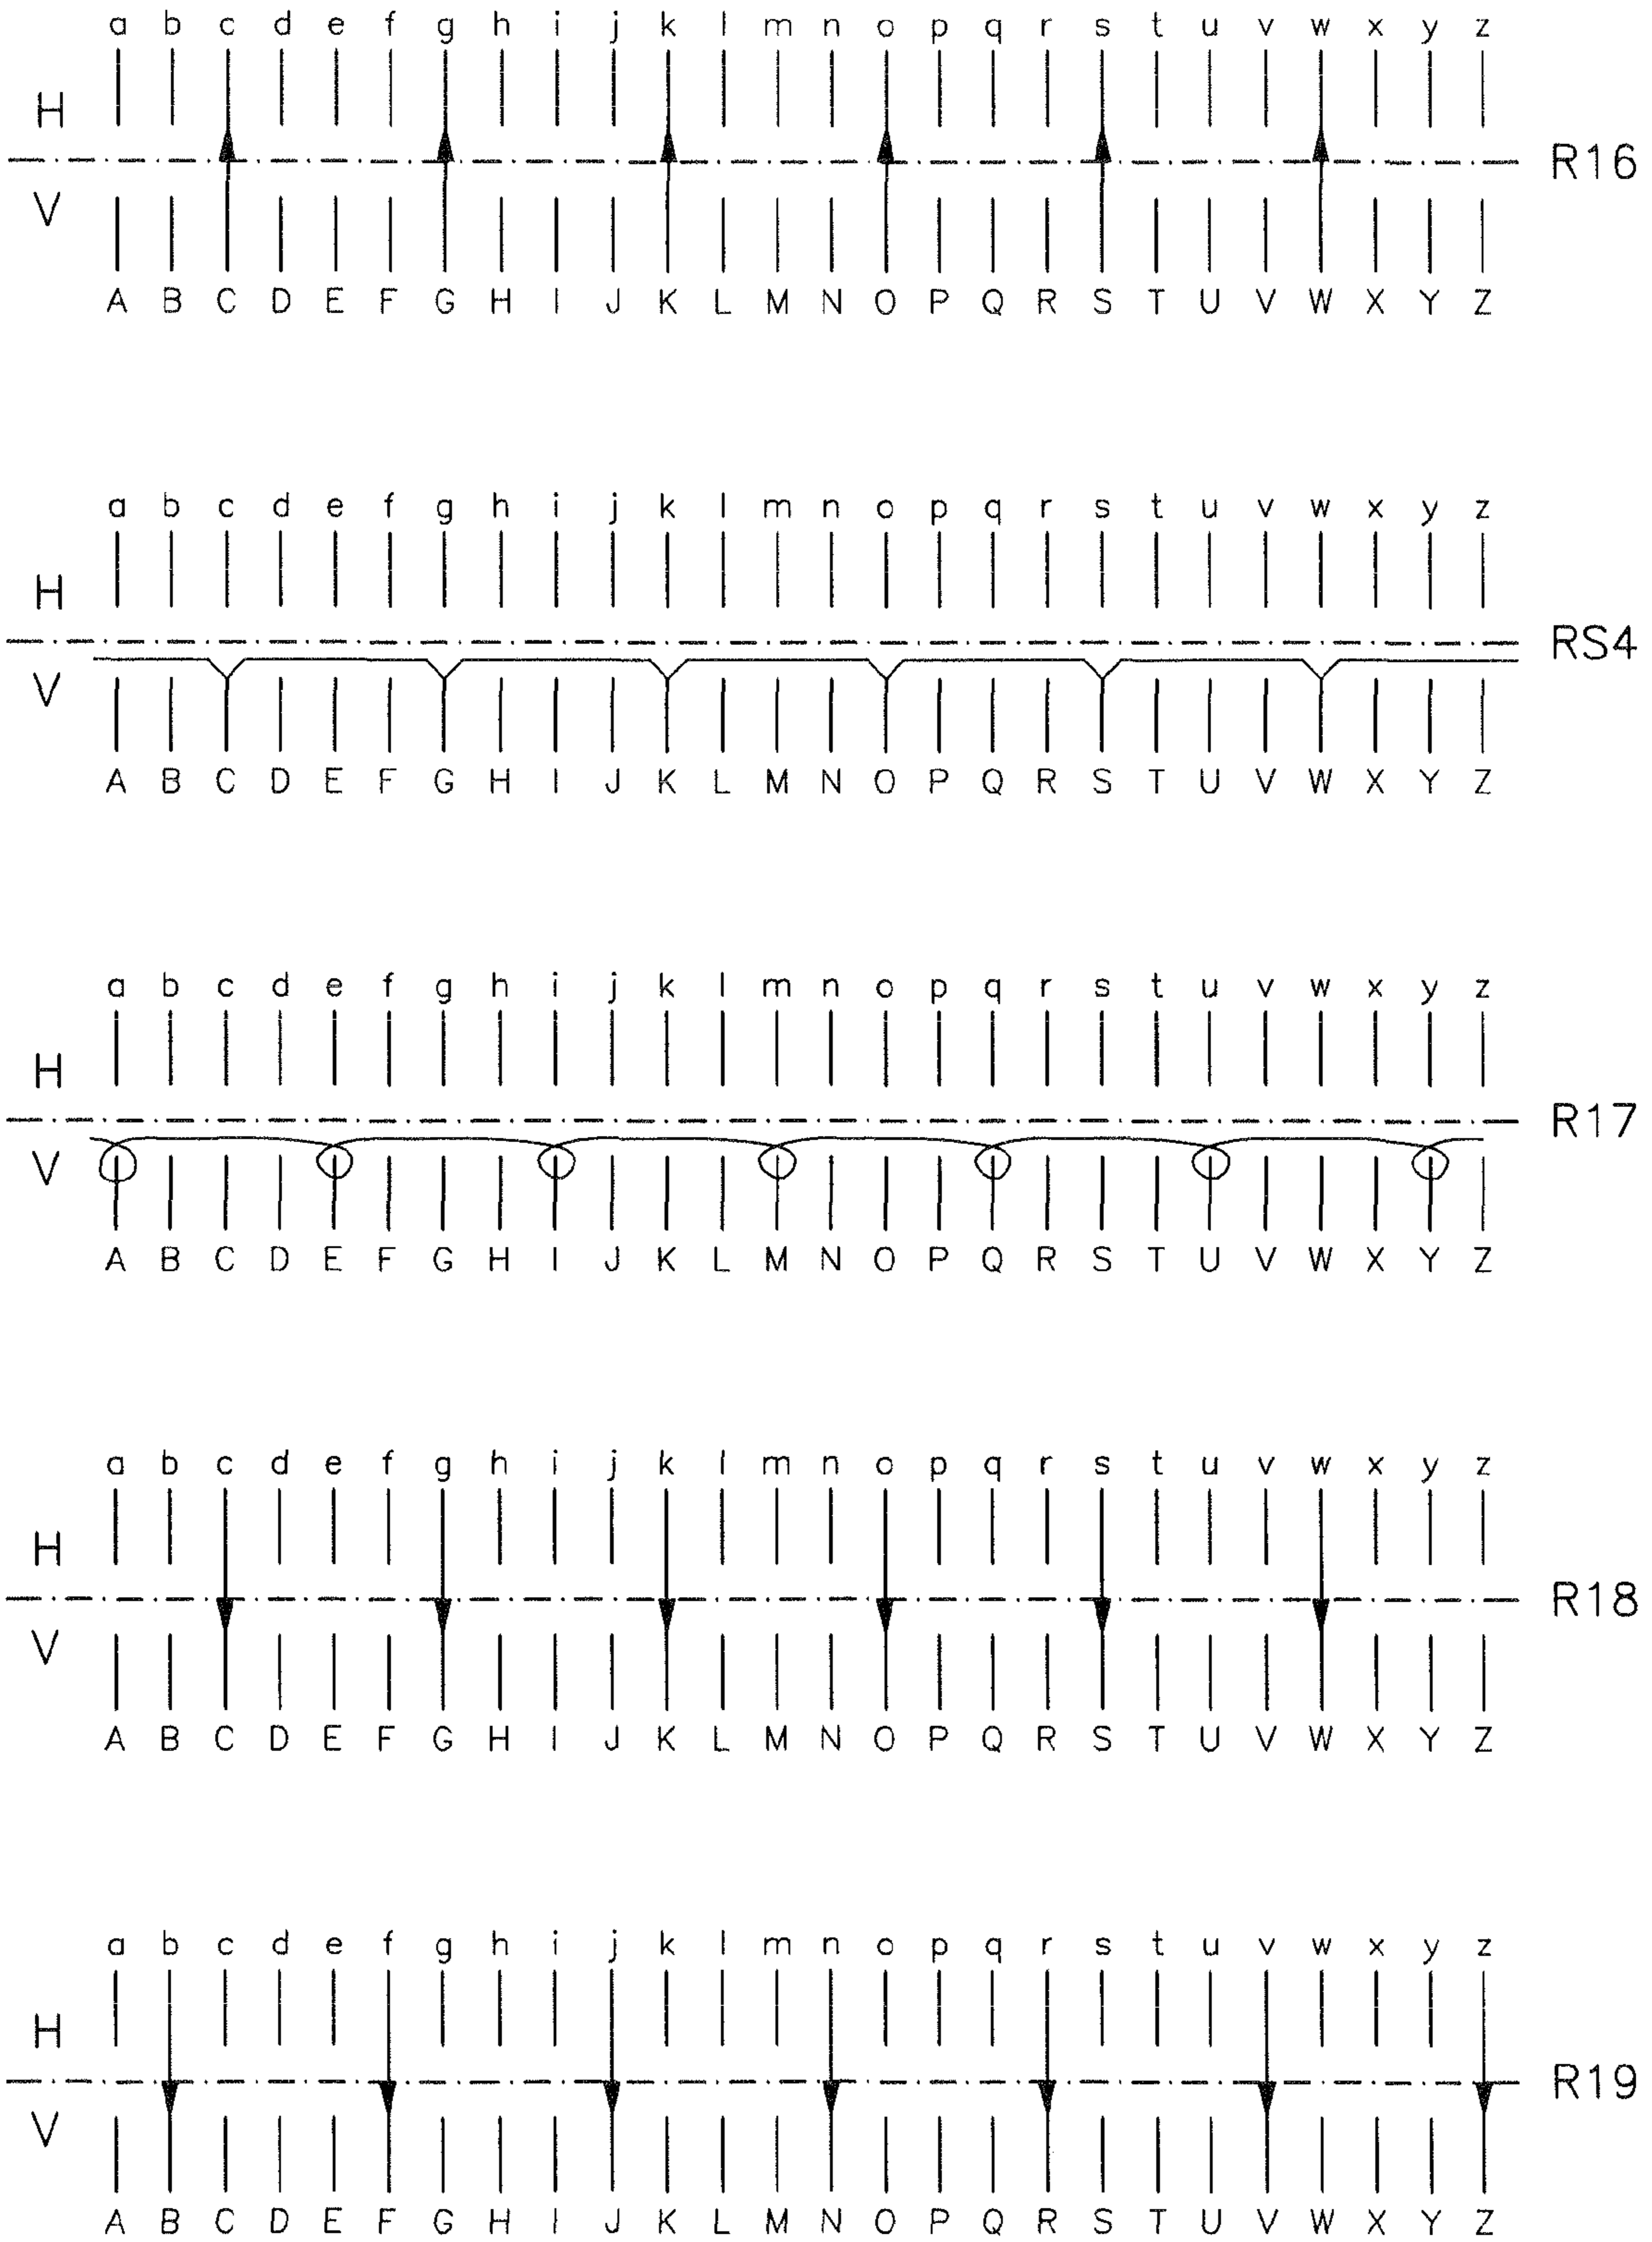 a b c d e f g h i j k l m n o p q r s t u v w x y z
H
R16
V
A B C D E F G H I J K L M N O P Q R S T U V W X Y Z
a b c d e f g h i j k l m n o p q r s t u v w x y z
H
RS4
V
A B C D E F G H I J K L M N O P Q R S T U V W X Y Z
a b c d e f g h i j k l m n o p q r s t u v w x y z
H
R17
V
A B C D E F G H I J K L M N O P Q R S T U V W X Y Z
a b c d e f g h i j k l m n o p q r s t u v w x y z
H
R18
V
A B C D E F G H I J K L M N O P Q R S T U V W X Y Z
a b c d e f g h i j k l m n o p q r s t u v w x y z
H
R19
V
A B C D E F G H I J K L M N O P Q R S T U V W X Y Z